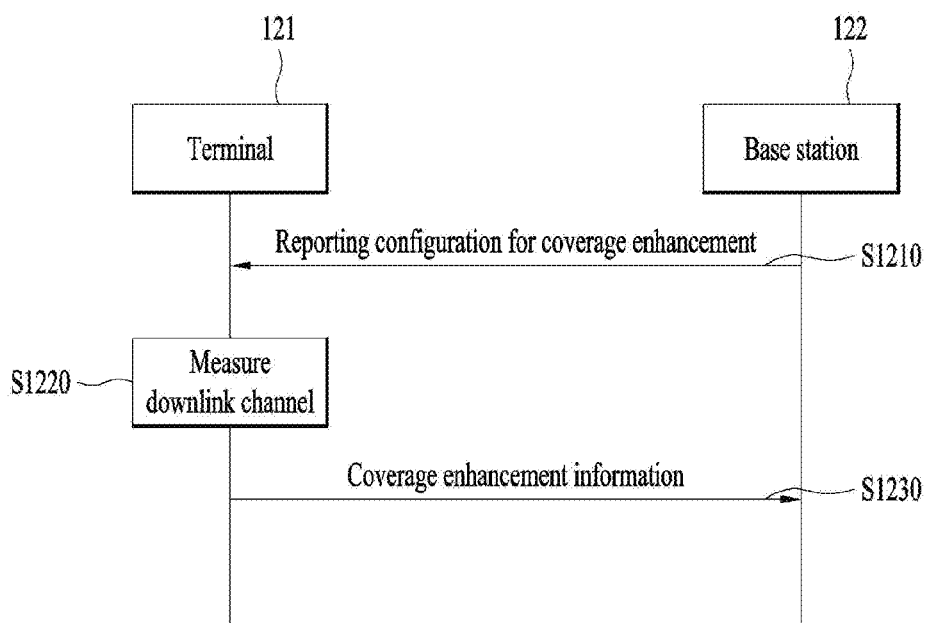 121
122
Terminal
Base station
Reporting configuration for coverage enhancement
S1210
Measure
downlink channel
S1220
Coverage enhancement information
S1230